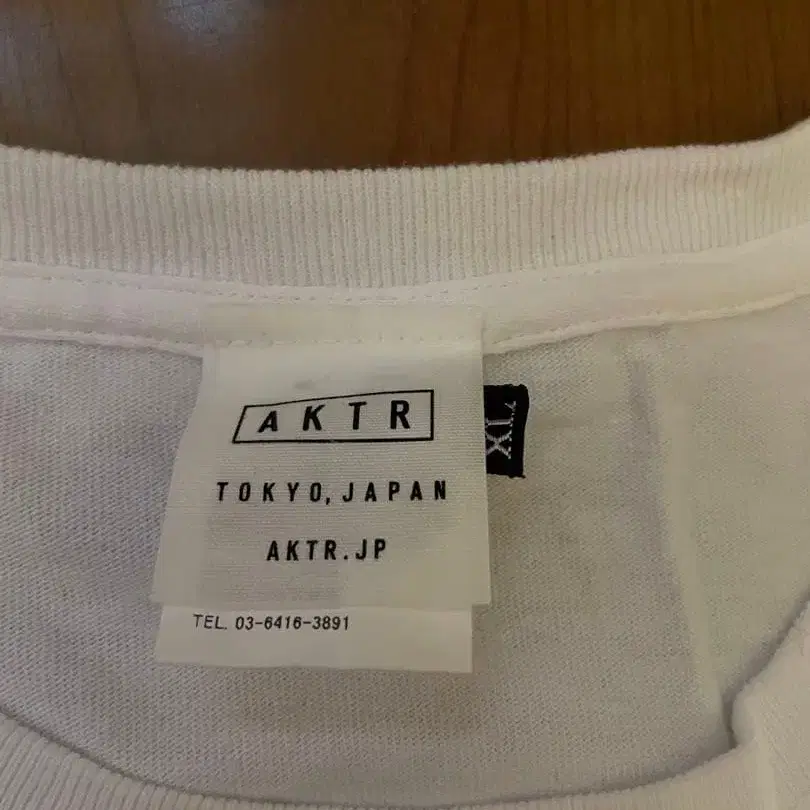 AKTR
XL
TOKYO, JAPAN
AKTR.JP
TEL. 03-6416-3891